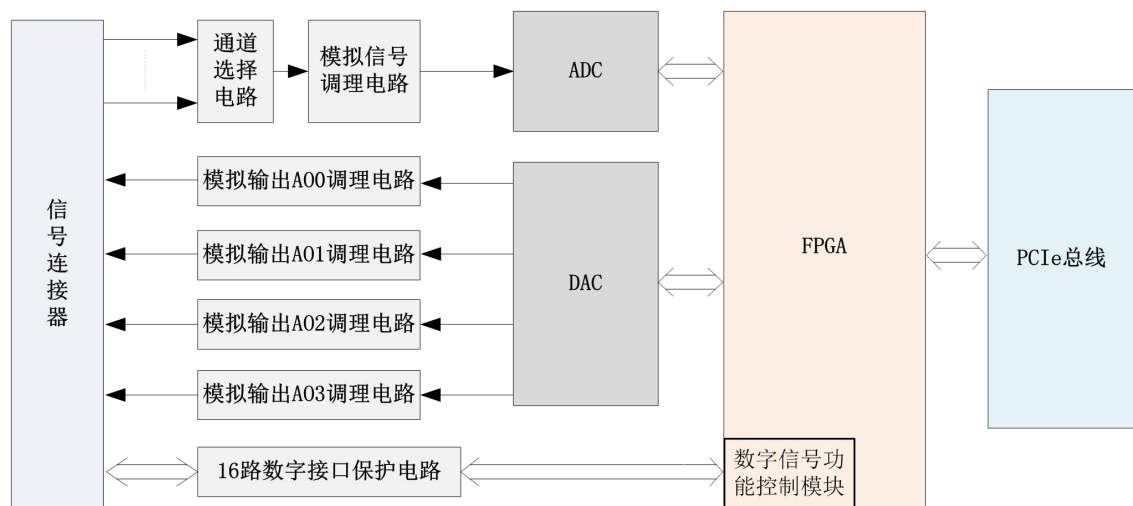 信
号
连
接
器
通道
选择
电路
模拟信号
调理电路
ADC
模拟输出AO0调理电路
模拟输出AO1调理电路
模拟输出AO2调理电路
模拟输出AO3调理电路
DAC
16路数字接口保护电路
FPGA
数字信号功
能控制模块
PCIe总线